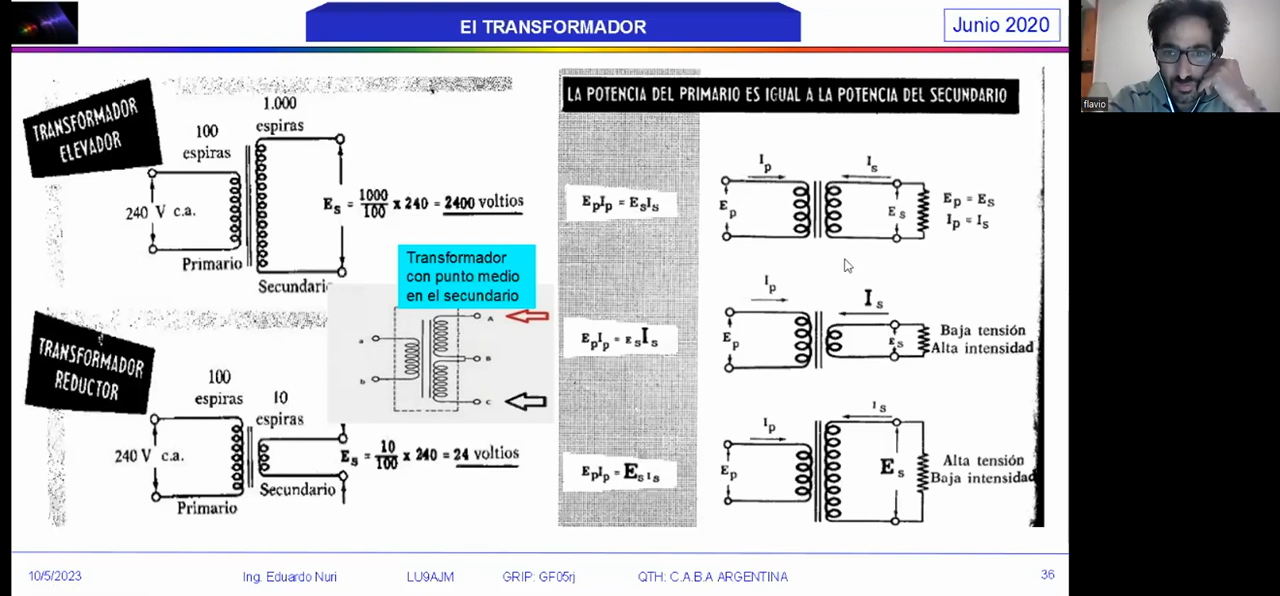 El TRANSFORMADOR
Junio 2020
flavio
TRANSFORMADOR
ELEVADOR
100
espiras
1.000
espiras
240 V c.a.
Primario
Secundario
Es = 1000/100 x 240 = 2400 voltios
Transformador
con punto medio
en el secundario
a
b
A
B
C
TRANSFORMADOR
REDUCTOR
100
espiras
10
espiras
240 V c.a.
Primario
Secundario
Es = 10/100 x 240 = 24 voltios
LA POTENCIA DEL PRIMARIO ES IGUAL A LA POTENCIA DEL SECUNDARIO
EpIp = EsIs
Ip
Is
Ep
Es
Ep = Es
Ip = Is
EpIp = EsIs
Ip
Is
Ep
Es
Baja tensión
Alta intensidad
EpIp = EsIs
Ip
Is
Ep
Es
Alta tensión
Baja intensidad
10/5/2023
Ing. Eduardo Nuri
LU9AJM
GRIP: GF05rj
QTH: C.A.B.A ARGENTINA
36